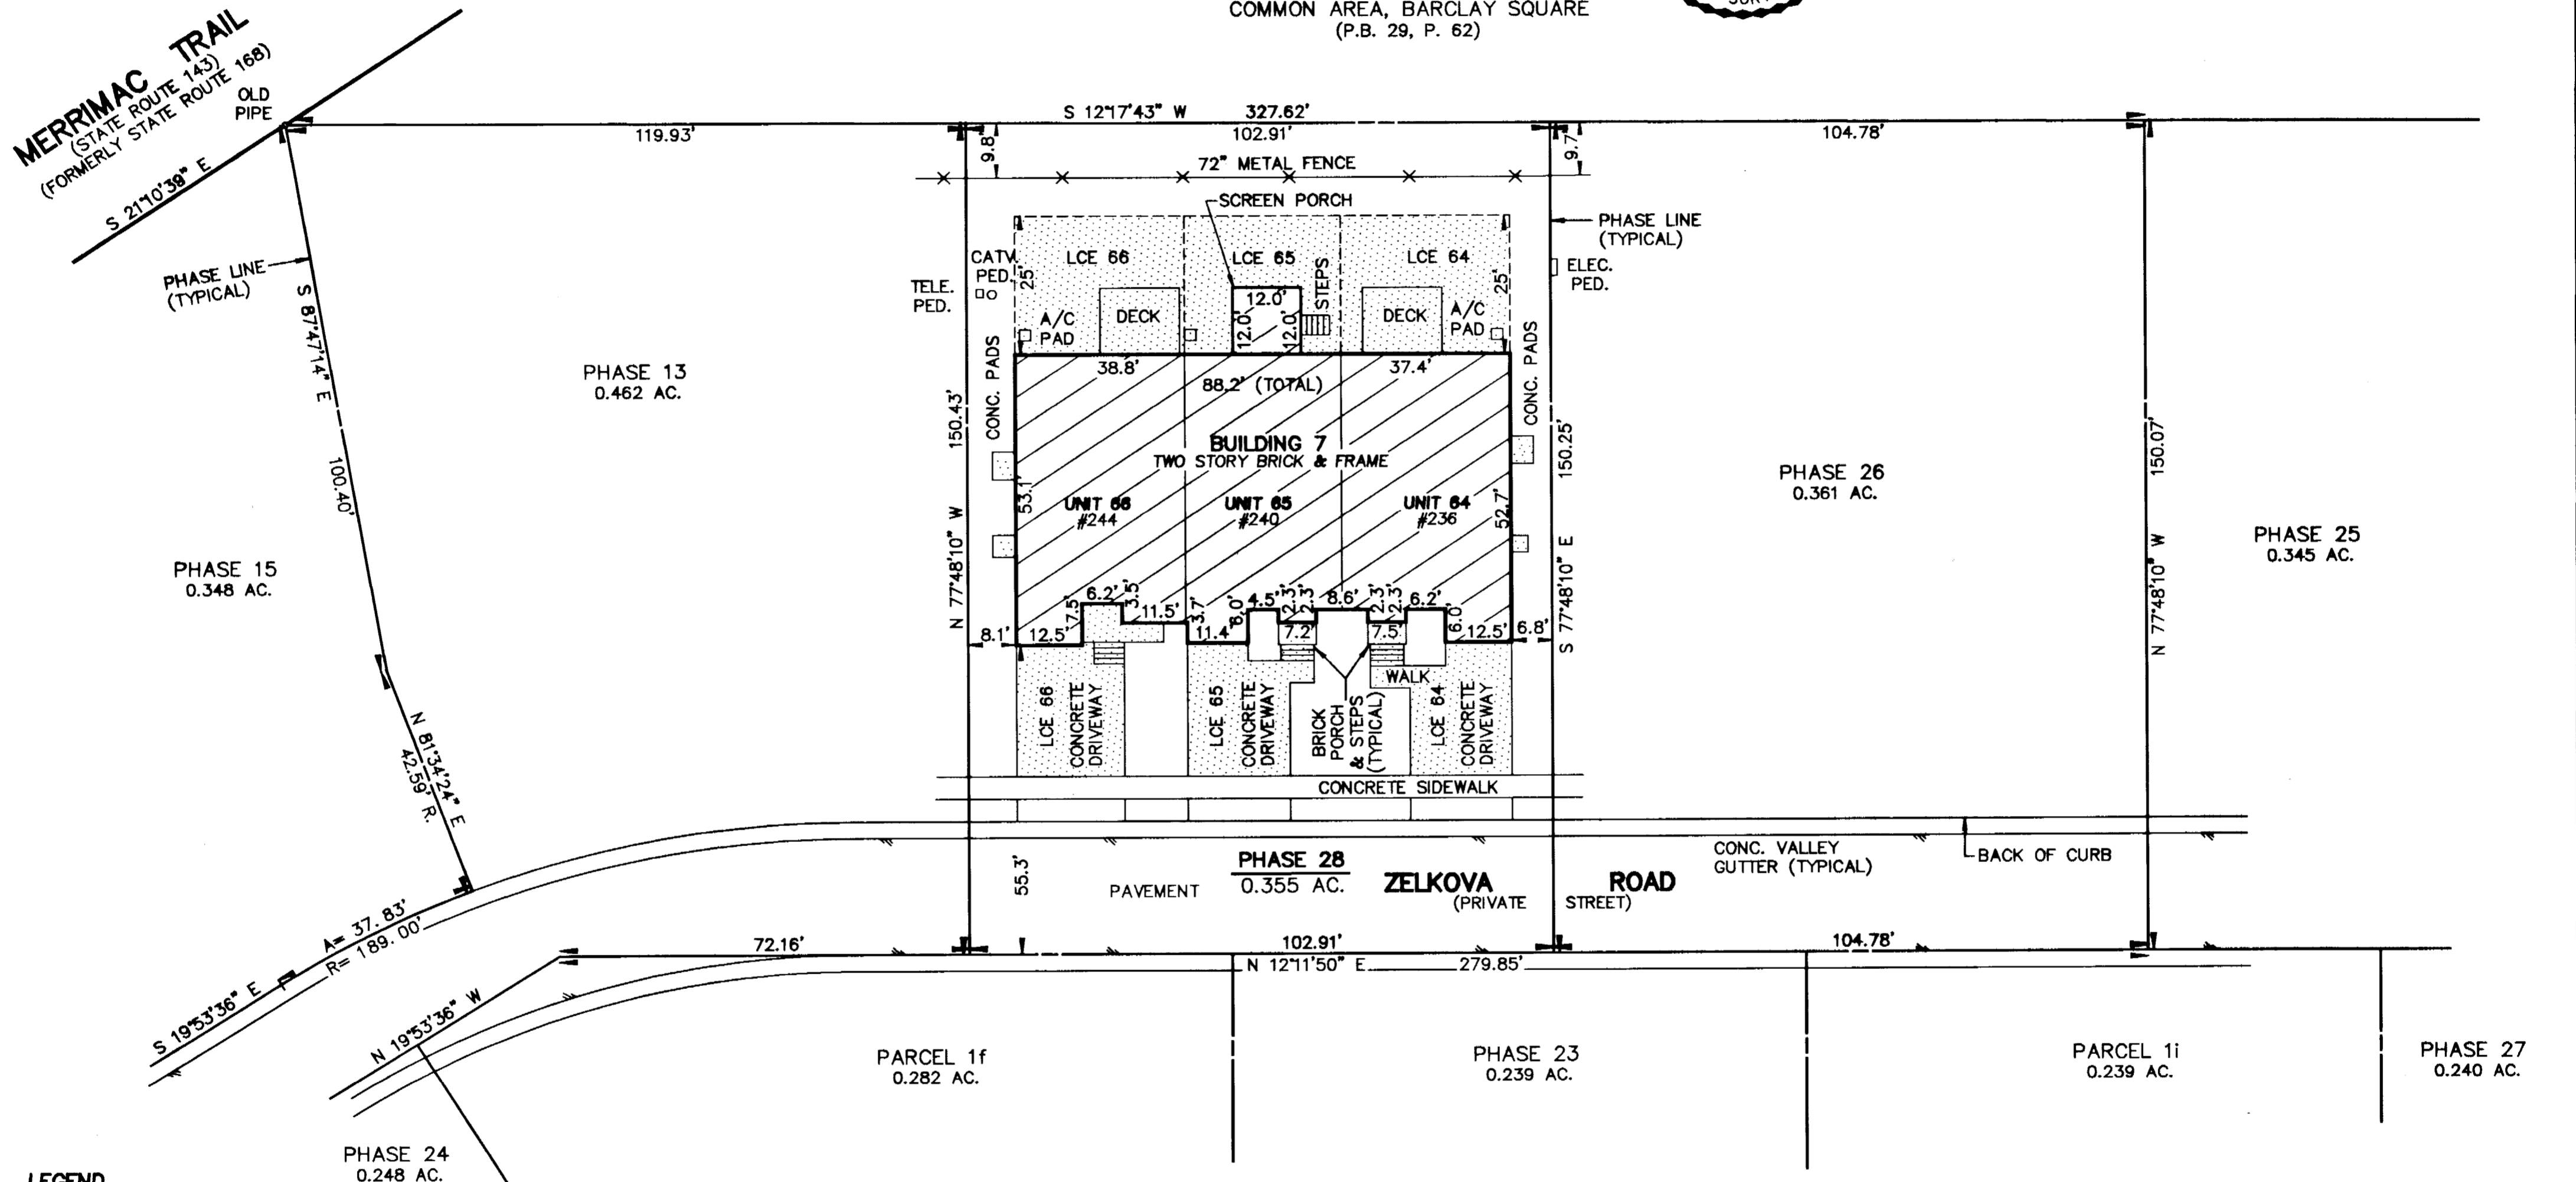 COMMON AREA, BARCLAY SQUARE
(P.B. 29, P. 62)
MERRIMAC TRAIL
(STATE ROUTE 143)
(FORMERLY STATE ROUTE 168)
OLD
PIPE
S 21°10'39" E
S 12°17'43" W 327.62'
119.93'
102.91'
104.78'
9.8'
9.7'
72" METAL FENCE
SCREEN PORCH
PHASE LINE
(TYPICAL)
PHASE LINE
(TYPICAL)
S 87°47'14" E 100.40'
CATV.
PED.
TELE.
PED.
ELEC.
PED.
25'
LCE 66
LCE 65
LCE 64
25'
STEPS
12.0'
12.0'
12.0'
A/C
PAD
DECK
DECK
A/C
PAD
CONC. PADS
CONC. PADS
38.8'
88.2' (TOTAL)
37.4'
BUILDING 7
TWO STORY BRICK & FRAME
UNIT 66
#244
UNIT 65
#240
UNIT 64
#236
53.1'
52.7'
N 77°48'10" W 150.43'
S 77°48'10" E 150.25'
N 77°48'10" W 150.07'
PHASE 13
0.462 AC.
PHASE 26
0.361 AC.
PHASE 25
0.345 AC.
PHASE 15
0.348 AC.
8.1'
12.5'
7.5'
6.2'
3.5'
11.5'
3.7'
11.4'
6.0'
4.5'
2.3'
2.3'
7.2'
8.6'
2.3'
2.3'
7.5'
6.2'
6.0'
12.5'
6.8'
WALK
LCE 66
CONCRETE
DRIVEWAY
LCE 65
CONCRETE
DRIVEWAY
BRICK
PORCH
& STEPS
(TYPICAL)
LCE 64
CONCRETE
DRIVEWAY
CONCRETE SIDEWALK
N 81°34'24" E
42.59' R.
A= 37.83'
R= 189.00'
S 19°53'36" E
N 19°53'36" W
55.3'
PAVEMENT
PHASE 28
0.355 AC.
ZELKOVA ROAD
(PRIVATE STREET)
CONC. VALLEY
GUTTER (TYPICAL)
BACK OF CURB
72.16'
102.91'
104.78'
N 12°11'50" E 279.85'
PARCEL 1f
0.282 AC.
PHASE 23
0.239 AC.
PARCEL 1i
0.239 AC.
PHASE 27
0.240 AC.
PHASE 24
0.248 AC.
LEGEND